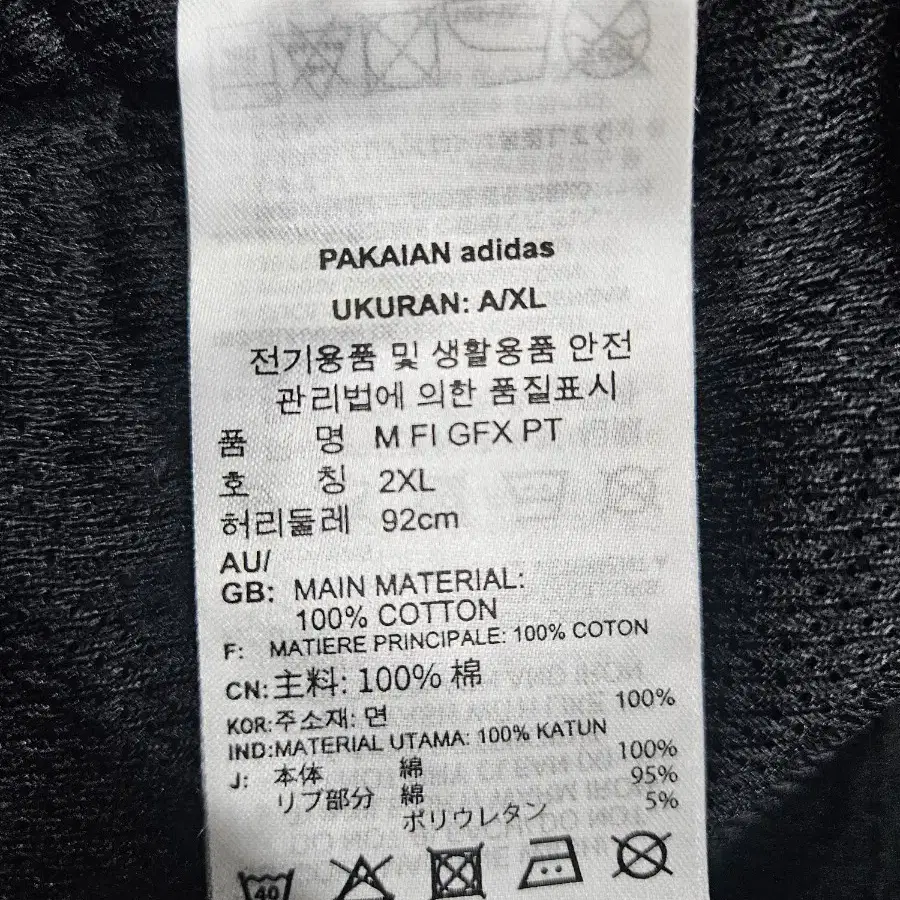 PAKAIAN adidas
UKURAN: A/XL
전기용품 및 생활용품 안전
관리법에 의한 품질표시
품 명 M FI GFX PT
호 칭 2XL
허리둘레 92cm
AU/
GB: MAIN MATERIAL:
100% COTTON
F: MATIERE PRINCIPALE: 100% COTON
CN: 主料: 100% 棉
KOR: 주소재: 면 100%
IND: MATERIAL UTAMA: 100% KATUN
J: 本体 綿 100%
リブ部分 綿 95%
ポリウレタン 5%
40